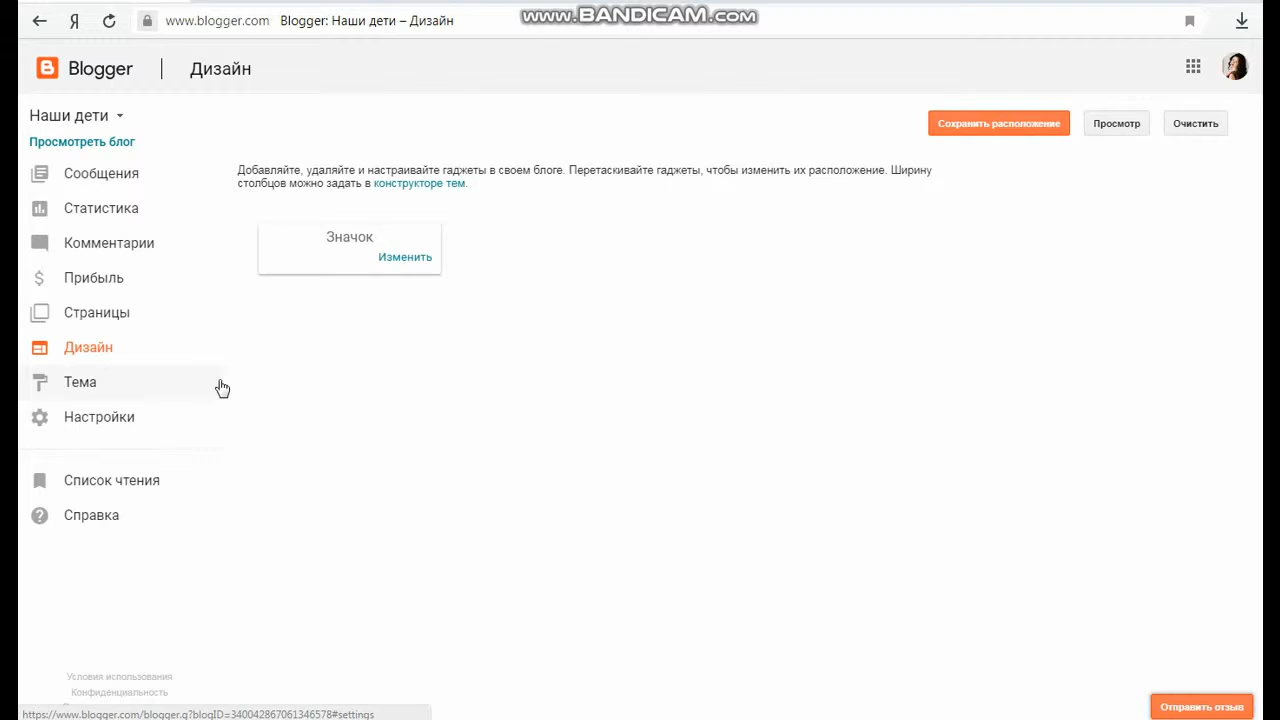 www.blogger.com Blogger: Наши дети – Дизайн
www.BANDICAM.com
Blogger
Дизайн
Наши дети
Просмотреть блог
Сообщения
Статистика
Комментарии
Прибыль
Страницы
Дизайн
Тема
Настройки
Список чтения
Справка
Сохранить расположение
Просмотр
Очистить
Добавляйте, удаляйте и настраивайте гаджеты в своем блоге. Перетаскивайте гаджеты, чтобы изменить их расположение. Ширину
столбцов можно задать в конструкторе тем.
Значок
Изменить
Условия использования
Конфиденциальность
https://www.blogger.com/blogger.g?blogID=340042867061346578#settings
Отправить отзыв